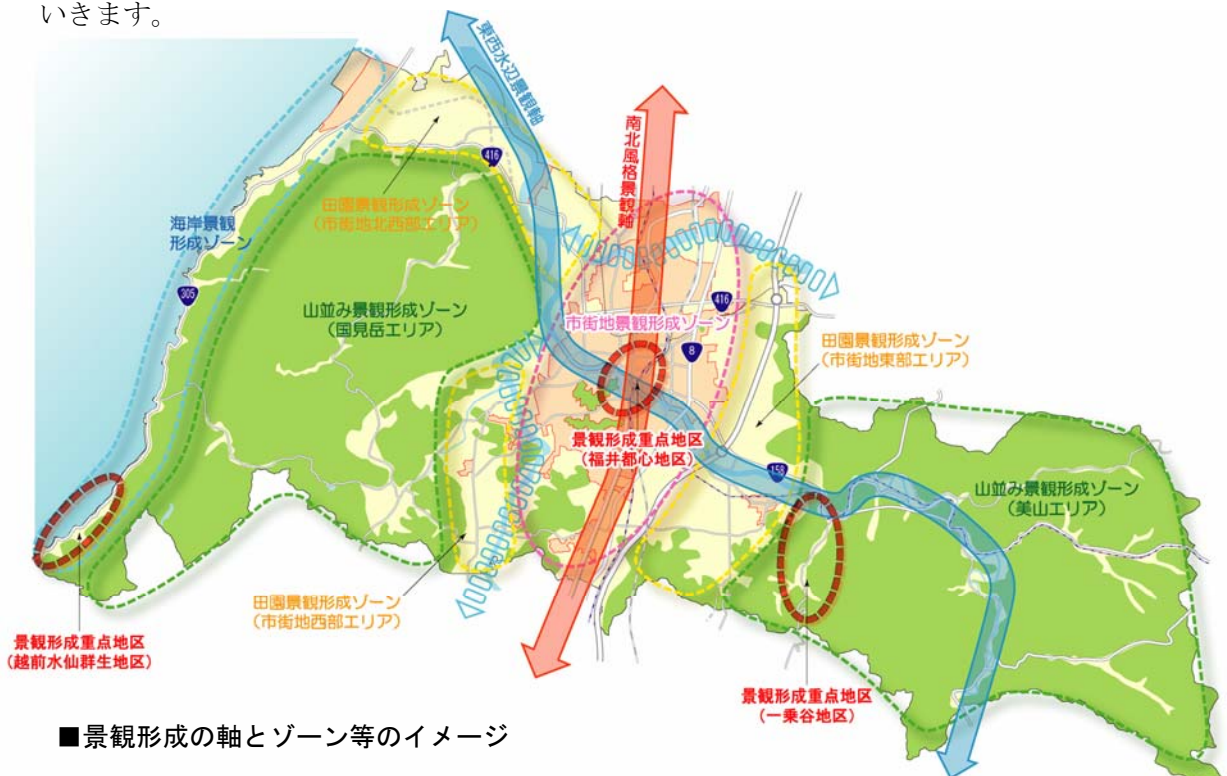 いきます。
東西水辺景観軸
南北風格景観軸
416
田園景観形成ゾーン
（市街地北西部エリア）
海岸景観
形成ゾーン
305
山並み景観形成ゾーン
（国見岳エリア）
416
市街地景観形成ゾーン
8
田園景観形成ゾーン
（市街地東部エリア）
景観形成重点地区
（福井都心地区）
158
山並み景観形成ゾーン
（美山エリア）
田園景観形成ゾーン
（市街地西部エリア）
景観形成重点地区
（越前水仙群生地区）
景観形成重点地区
（一乗谷地区）
■景観形成の軸とゾーン等のイメージ